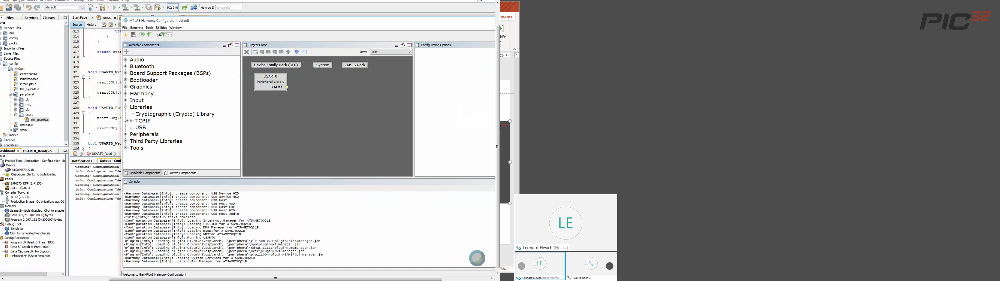 default
PC: 0x0
How do I?
Keyword(s)
Files
Services
Classes
Start Page
main.c
Source
History
test
Header Files
arm
config
packs
Important Files
Linker Files
Source Files
config
default
exceptions.c
initialization.c
interrupts.c
libc_syscalls.c
peripheral
clk
nvic
pio
usart
plib_usart0.c
startup.c
stdio
main.c
Libraries
Loadables
313
314 }
315 }
316
317 return stat
318 }
319
320
321 void USART0_Wri
322 {
323 usart0Obj.t
324
325 usart0Obj.t
326 }
327
328 void USART0_Rea
329 {
330 usart0Obj.r
331
332 usart0Obj.r
333 }
334
335 bool USART0_Wri
336 {
USART0_Read
Dashboard
USART0_Read(voi...
test
Project Type: Application - Configuration: de
Device
ATSAME70Q21B
Checksum: Blank, no code loaded
Packs
SAME70_DFP (2.4.133)
CMSIS (5.0.1)
Compiler Toolchain
XC32 (v2.10)
Production Image: Optimization: gcc O1
Memory
Usage Symbols disabled. Click to enable L
Data 393,216 (0x60000) bytes
Program 2,097,152 (0x200000) bytes
Debug Tool
Simulator
Click for Simulated Peripherals
Debug Resources
Program BP Used: 0 Free: 1000
Data BP Used: 0 Free: 1000
Data Capture BP: No Support
Unlimited BP (S/W): Simulator
Notifications
Output - Conf
warning: Configuration
info: Configuration "de
warning: Configuration
info: Configuration "de
warning: Configuration
info: Configuration "de
warning: Configuration
info: Configuration "de
MPLAB Harmony Configurator - default
File Generate Tools Utilities Window
Code
Available Components
Audio
Bluetooth
Board Support Packages (BSPs)
Bootloader
Graphics
Harmony
Input
Libraries
Cryptographic (Crypto) Library
TCPIP
USB
Peripherals
Third Party Libraries
Tools
Available Components
Active Components
Project Graph
View:
Root
Device Family Pack (DFP)
System
CMSIS Pack
USART0
Peripheral Library
UART
Configuration Options
Console
<Harmony Database>[Info]: create component: USB Device HID
<Harmony Database>[Info]: create component: USB Device MSD
<Harmony Database>[Info]: create component: USB Host
<Harmony Database>[Info]: create component: USB Host MSD
<Harmony Database>[Info]: create component: USB Host CDC
<Harmony Database>[Info]: create component: USB Host HID
<Harmony Database>[Info]: create component: USB Host Audio
<Init>[Info]: Startup tasks complete.
<Configuration Database>[Info]: Loading Interrupt Manager for ATSAME70Q21B
<Configuration Database>[Info]: Loading SYSTICK for ATSAME70Q21B
<Configuration Database>[Info]: Loading DMA Manager for ATSAME70Q21B
<Configuration Database>[Info]: Loading RSWDTfor ATSAME70Q21B
<Configuration Database>[Info]: Loading WDTfor ATSAME70Q21B
<Configuration Database>[Info]: Running USART0
<Plugin>[Info]: Loading plugin: C:\cm\h3\csp\arch\..\peripheral\clk_sam_e70\plugin\clockmanager.jar
<Plugin>[Info]: Loading plugin: C:\cm\h3\csp\arch\..\peripheral\mpu\plugin\MPUmanager.jar
<Plugin>[Info]: Loading plugin: C:\cm\h3\csp\arch\..\peripheral\xdmac_11161\plugin\dmamanager.jar
<Plugin>[Info]: Loading plugin: C:\cm\h3\csp\arch\..\peripheral\nvic\plugin\NVICmanager.jar
<Plugin>[Info]: Loading plugin: C:\cm\h3\csp\arch\..\peripheral\pio_11004\plugin\SAME70pinmanager.jar
<Harmony Database>[Info]: Loading System Services for ATSAME70Q21B
<Harmony Database>[Info]: Loading Pin Manager for ATSAME70Q21B
Welcome to the MPLAB Harmony Configurator!
mments
bEx
16
73%
PIC32
LE
Leonard Elevich (Host...)
LE
Leonard Elevich (Host, internal)
Call-in User_1